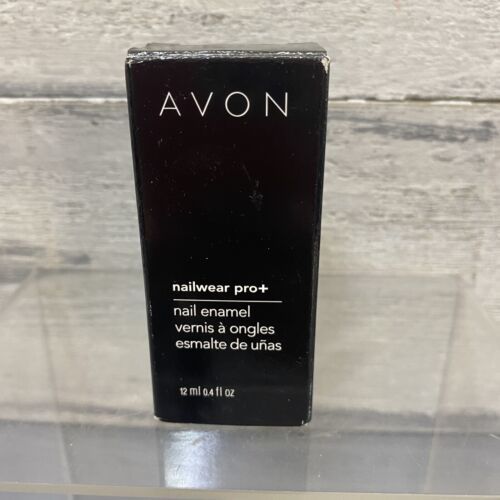 AVON
nailwear pro+
nail enamel
vernis à ongles
esmalte de uñas
12 ml 0.4 fl oz